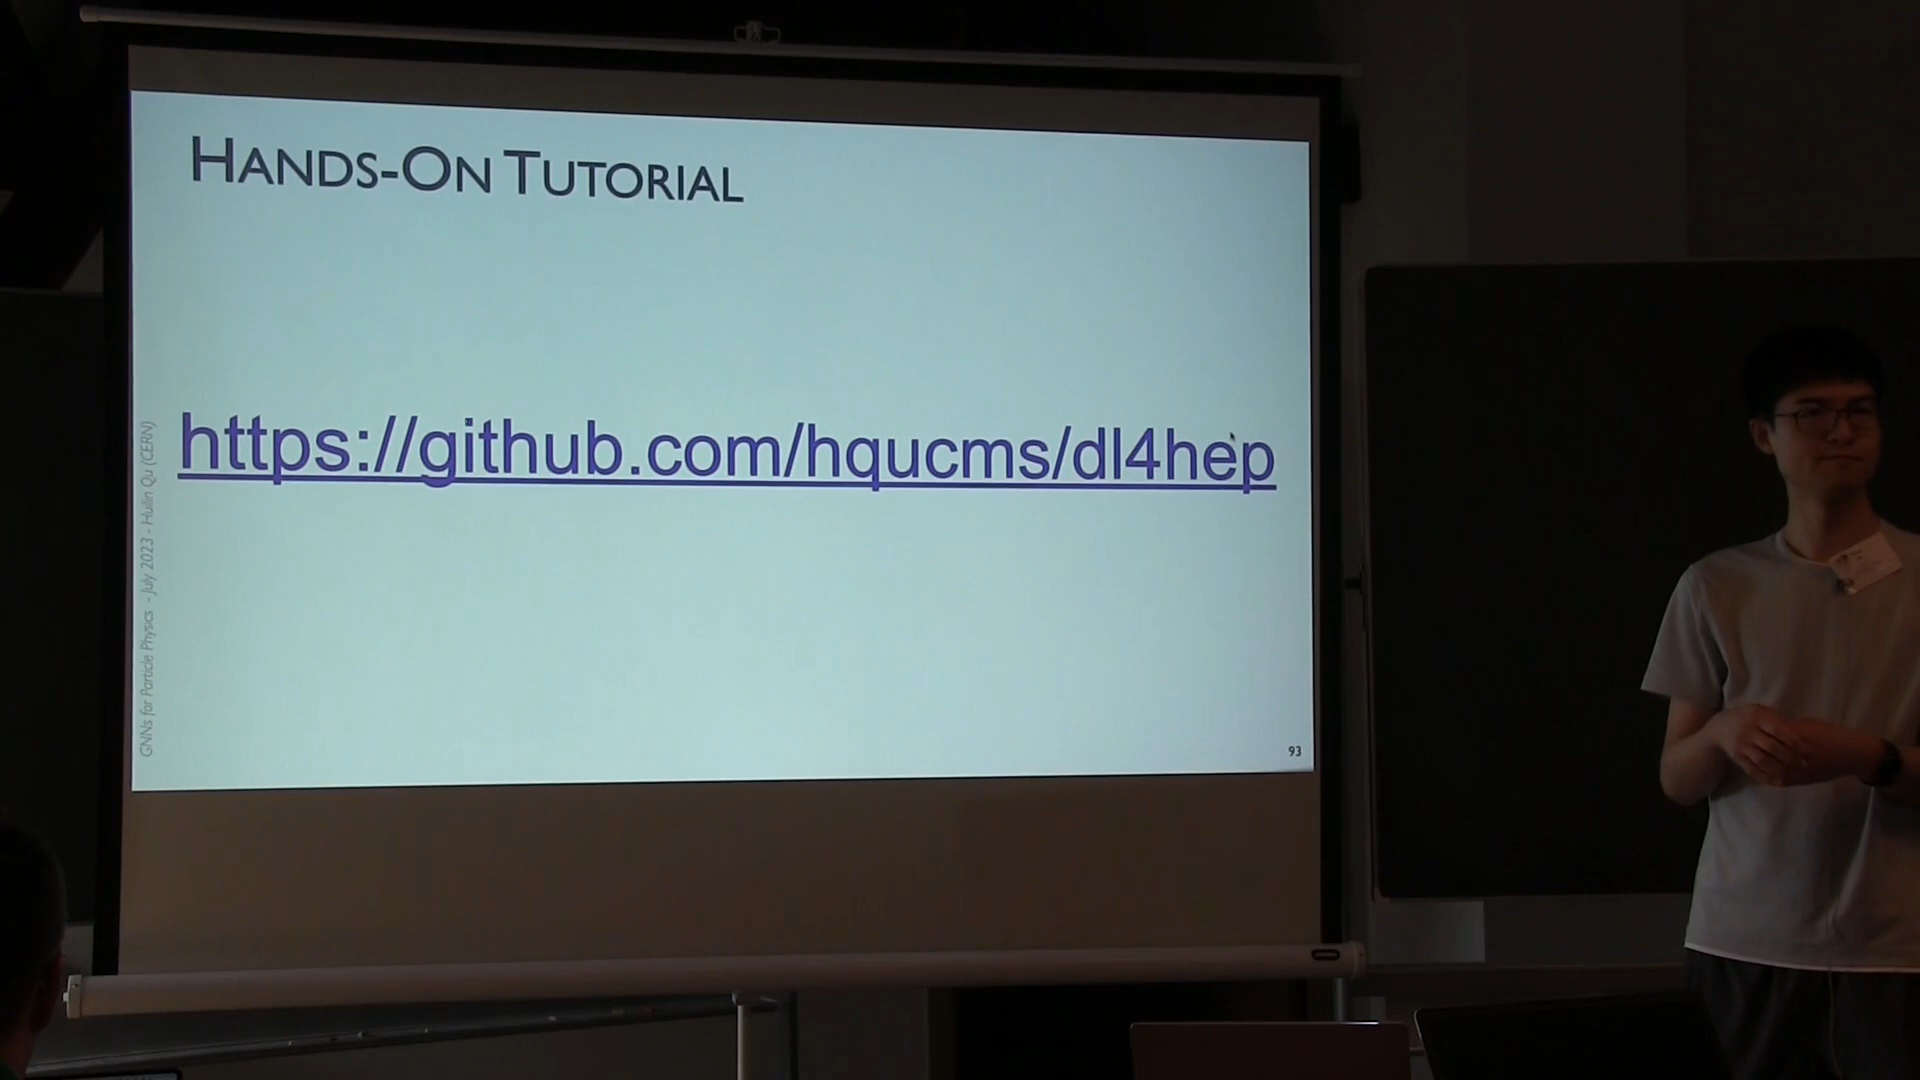 HANDS-ON TUTORIAL
https://github.com/hqucms/dl4hep
GNNs for Particle Physics - July 2023 - Huilin Qu (CERN)
93